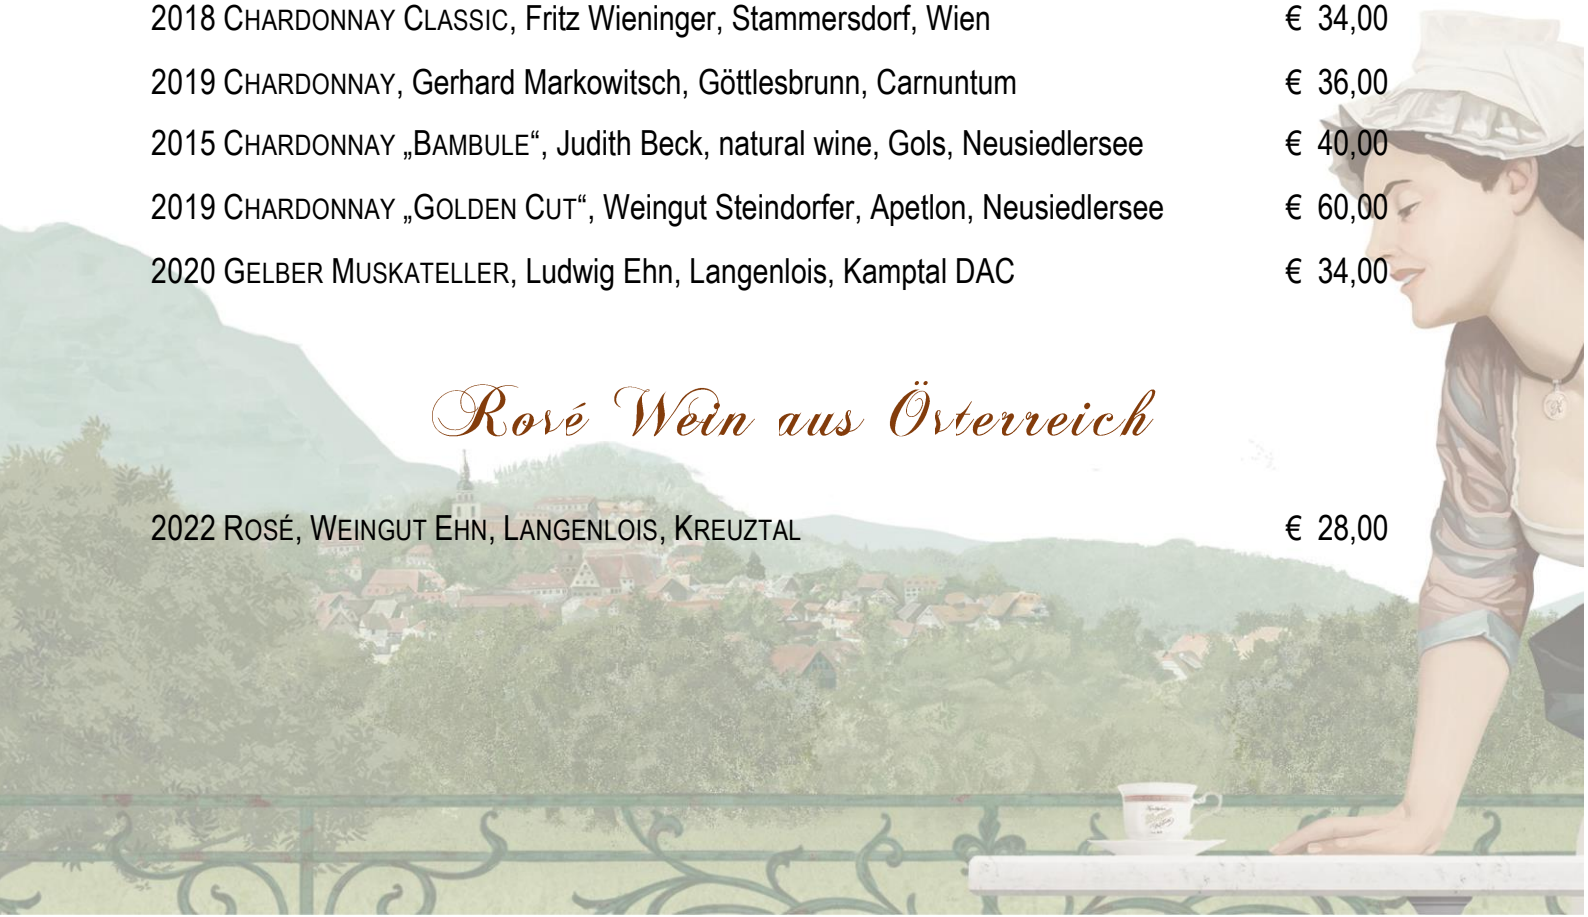 2018 CHARDONNAY CLASSIC, Fritz Wieninger, Stammersdorf, Wien € 34,00
2019 CHARDONNAY, Gerhard Markowitsch, Göttlesbrunn, Carnuntum € 36,00
2015 CHARDONNAY „BAMBULE“, Judith Beck, natural wine, Gols, Neusiedlersee € 40,00
2019 CHARDONNAY „GOLDEN CUT“, Weingut Steindorfer, Apetlon, Neusiedlersee € 60,00
2020 GELBER MUSKATELLER, Ludwig Ehn, Langenlois, Kamptal DAC € 34,00
Rosé Wein aus Österreich
2022 ROSÉ, WEINGUT EHN, LANGENLOIS, KREUZTAL € 28,00